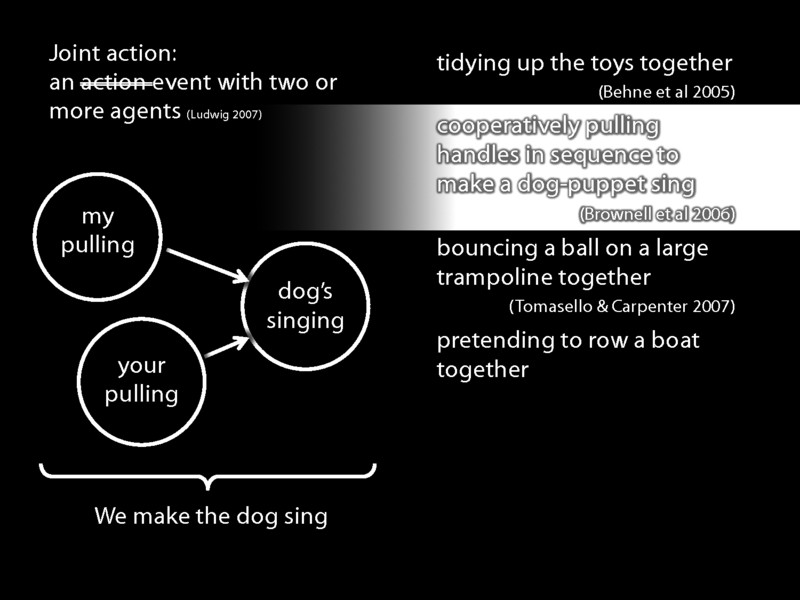 Joint action:
an action event with two or
more agents (Ludwig 2007)
my
pulling
your
pulling
dog's
singing
We make the dog sing
tidying up the toys together
(Behne et al 2005)
cooperatively pulling
handles in sequence to
make a dog-puppet sing
(Brownell et al 2006)
bouncing a ball on a large
trampoline together
(Tomasello & Carpenter 2007)
pretending to row a boat
together